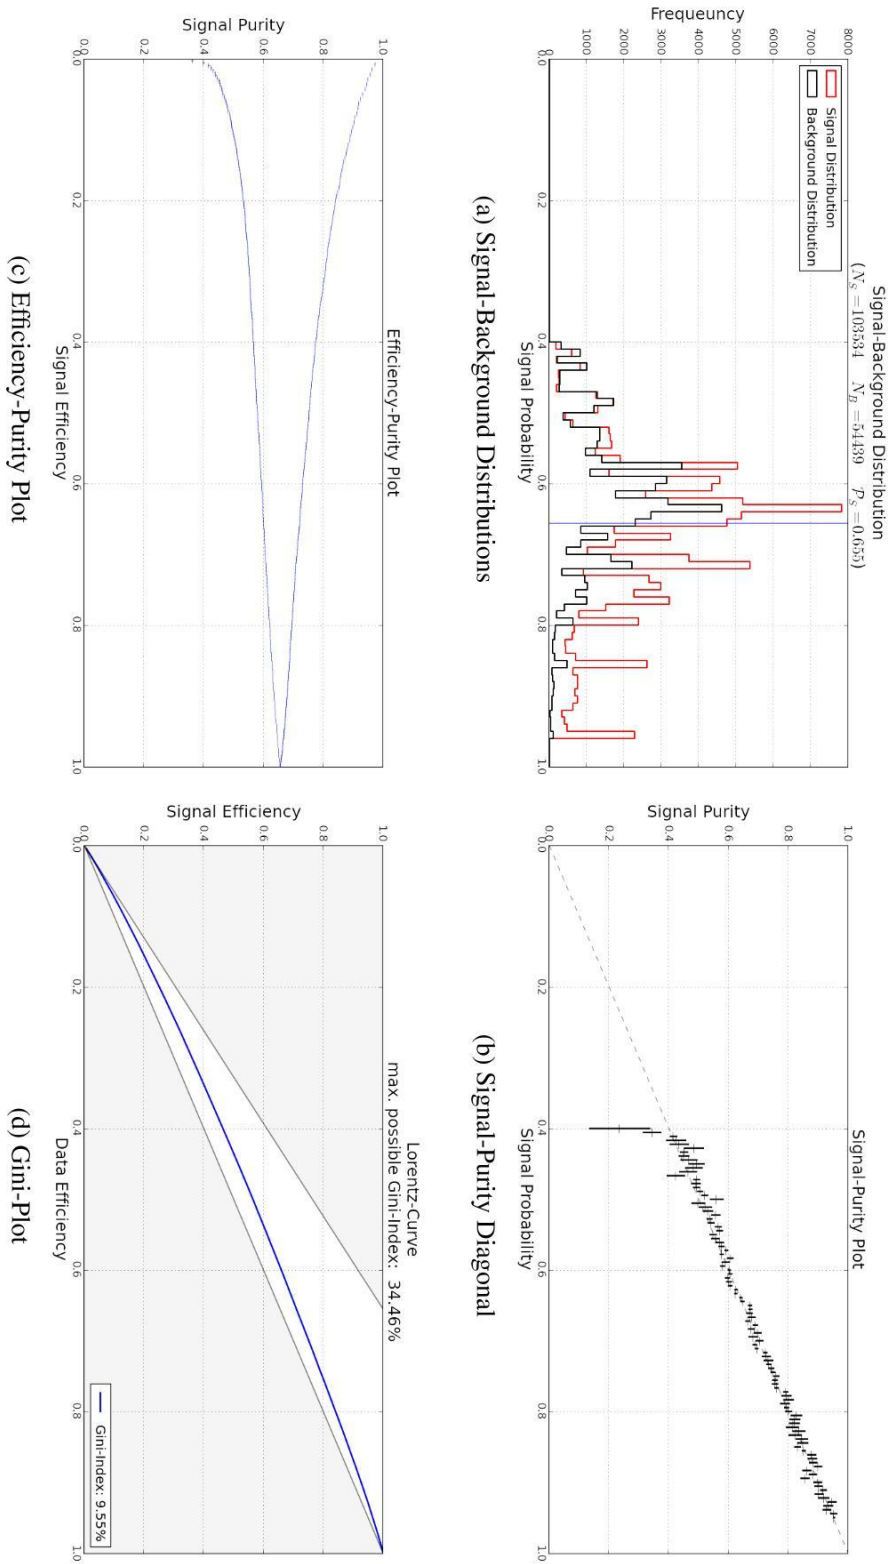 Signal-Background Distribution
(N_S = 103534 N_B = 54439 P_S = 0.655)
8000
7000
6000
5000
4000
3000
2000
1000
0
Frequeuncy
Signal Distribution
Background Distribution
0.0 0.2 0.4 0.6 0.8 1.0
Signal Probability
(a) Signal-Background Distributions
Signal-Purity Plot
1.0
0.8
0.6
0.4
0.2
0.0
Signal Purity
0.0 0.2 0.4 0.6 0.8 1.0
Signal Probability
(b) Signal-Purity Diagonal
Efficiency-Purity Plot
1.0
0.8
0.6
0.4
0.2
0.0
Signal Purity
0.0 0.2 0.4 0.6 0.8 1.0
Signal Efficiency
(c) Efficiency-Purity Plot
Lorentz-Curve
max. possible Gini-Index: 34.46%
1.0
0.8
0.6
0.4
0.2
0.0
Signal Efficiency
Gini-Index: 9.55%
0.0 0.2 0.4 0.6 0.8 1.0
Data Efficiency
(d) Gini-Plot